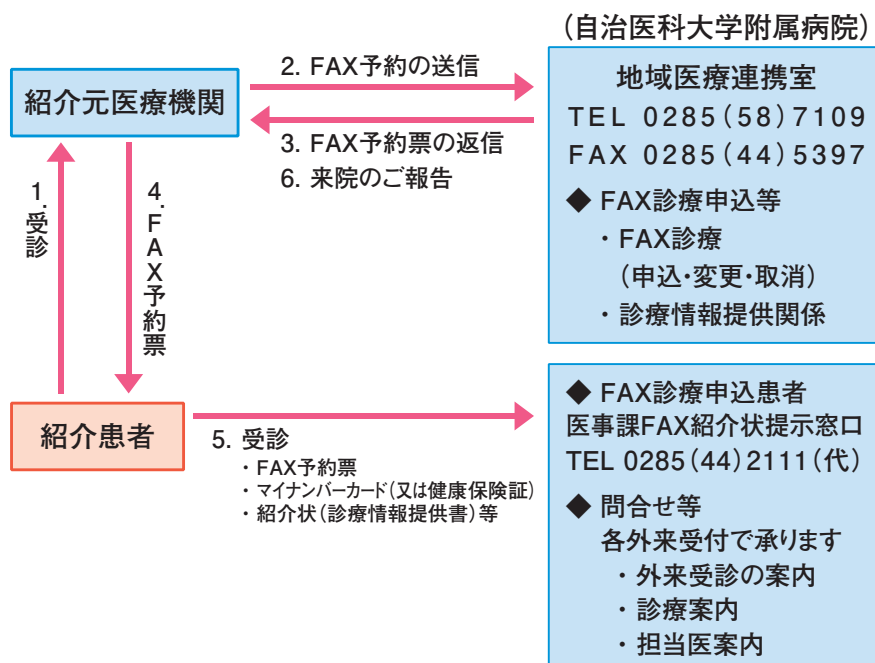 (自治医科大学附属病院)
紹介元医療機関
2. FAX予約の送信
3. FAX予約票の返信
6. 来院のご報告
地域医療連携室
TEL 0285(58)7109
FAX 0285(44)5397
◆ FAX診療申込等
・FAX診療
(申込・変更・取消)
・診療情報提供関係
1.受診
4.FAX予約票
紹介患者
5. 受診
・FAX予約票
・マイナンバーカード(又は健康保険証)
・紹介状(診療情報提供書)等
◆ FAX診療申込患者
医事課FAX紹介状提示窓口
TEL 0285(44)2111(代)
◆ 問合せ等
各外来受付で承ります
・外来受診の案内
・診療案内
・担当医案内